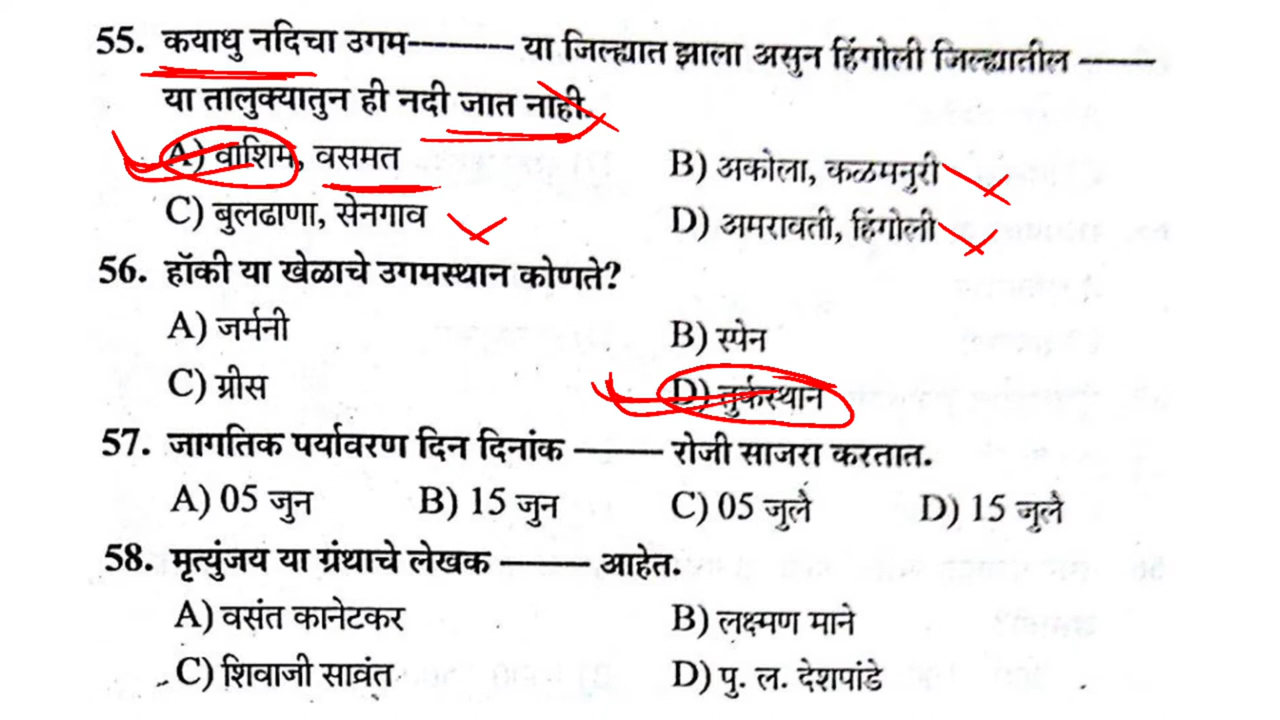 55. कयाधु नदिचा उगम——— या जिल्ह्यात झाला असुन हिंगोली जिल्ह्यातील ———
या तालुक्यातुन ही नदी जात नाही.
A) वाशिम, वसमत B) अकोला, कळमनुरी
C) बुलढाणा, सेनगाव D) अमरावती, हिंगोली
56. हॉकी या खेळाचे उगमस्थान कोणते?
A) जर्मनी B) स्पेन
C) ग्रीस D) तुर्कस्थान
57. जागतिक पर्यावरण दिन दिनांक ——— रोजी साजरा करतात.
A) 05 जुन B) 15 जुन C) 05 जुलै D) 15 जुलै
58. मृत्युंजय या ग्रंथाचे लेखक ——— आहेत.
A) वसंत कानेटकर B) लक्ष्मण माने
C) शिवाजी सावंत D) पु. ल. देशपांडे